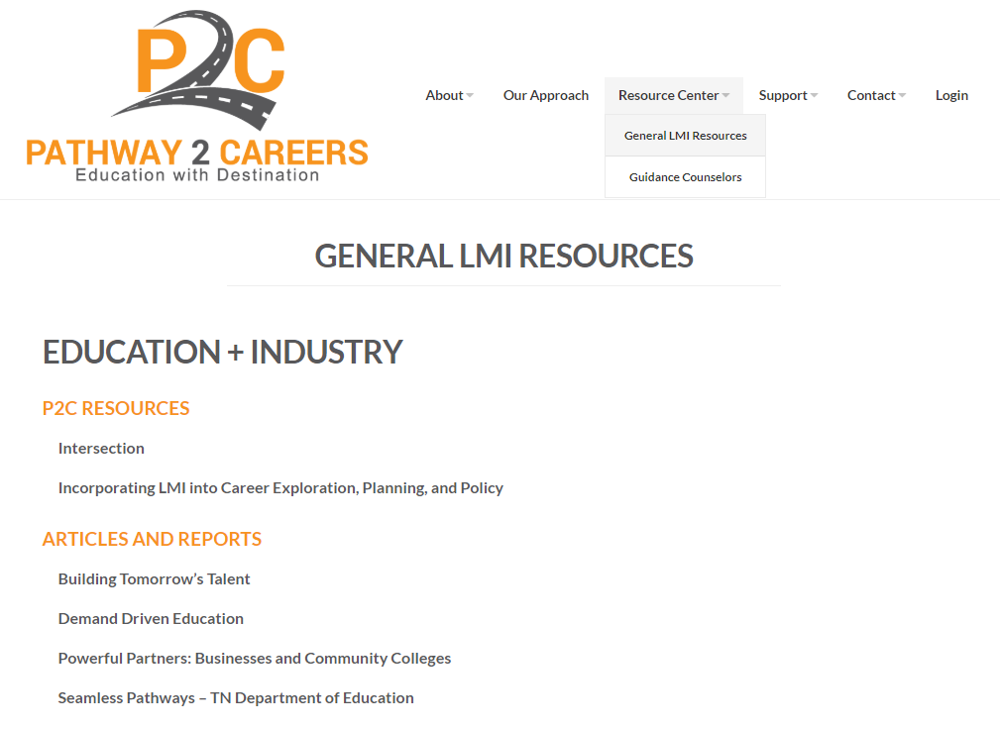 P2C
PATHWAY 2 CAREERS
Education with Destination
About
Our Approach
Resource Center
Support
Contact
Login
General LMI Resources
Guidance Counselors
GENERAL LMI RESOURCES
EDUCATION + INDUSTRY
P2C RESOURCES
Intersection
Incorporating LMI into Career Exploration, Planning, and Policy
ARTICLES AND REPORTS
Building Tomorrow’s Talent
Demand Driven Education
Powerful Partners: Businesses and Community Colleges
Seamless Pathways – TN Department of Education